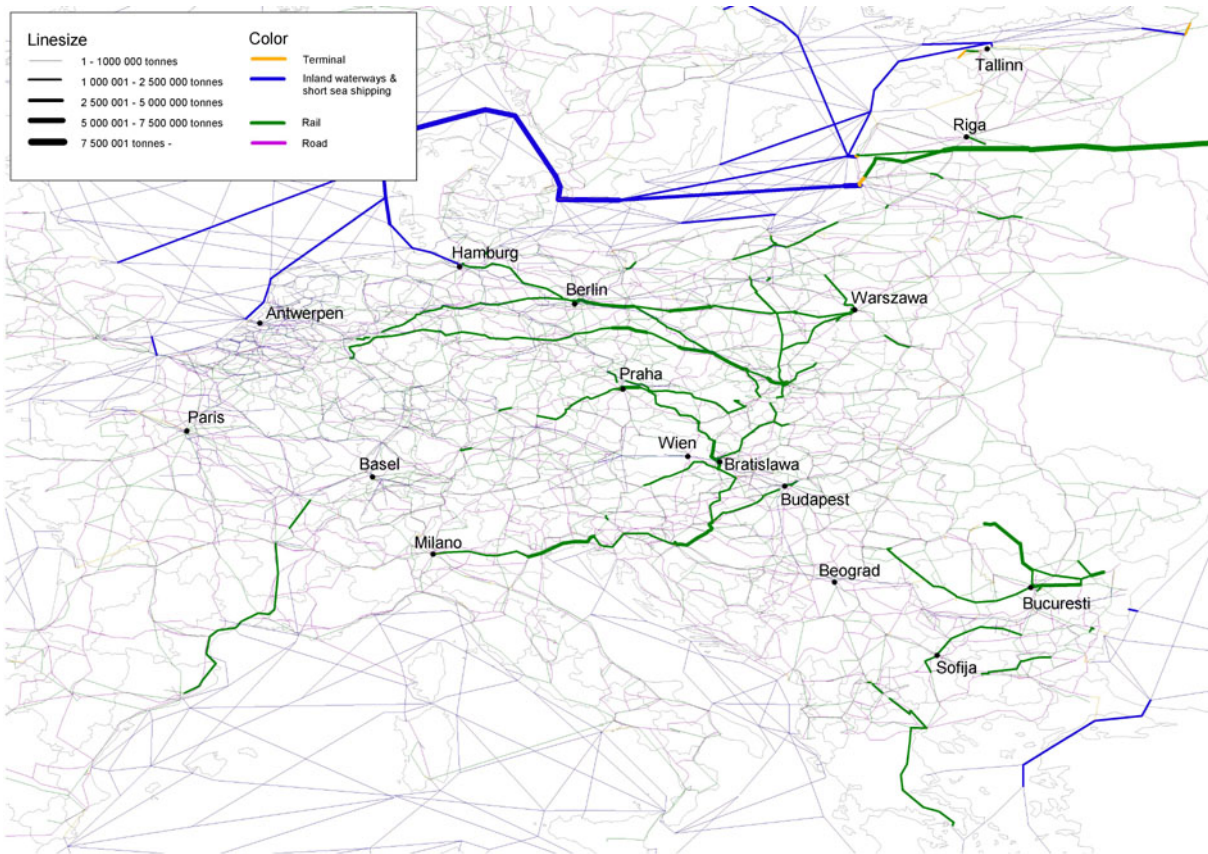 Linesize
1 - 1000 000 tonnes
1 000 001 - 2 500 000 tonnes
2 500 001 - 5 000 000 tonnes
5 000 001 - 7 500 000 tonnes
7 500 001 tonnes -
Color
Terminal
Inland waterways &
short sea shipping
Rail
Road
Tallinn
Riga
Hamburg
Berlin
Warszawa
Antwerpen
Praha
Paris
Wien
Bratislawa
Basel
Budapest
Milano
Beograd
Bucuresti
Sofija